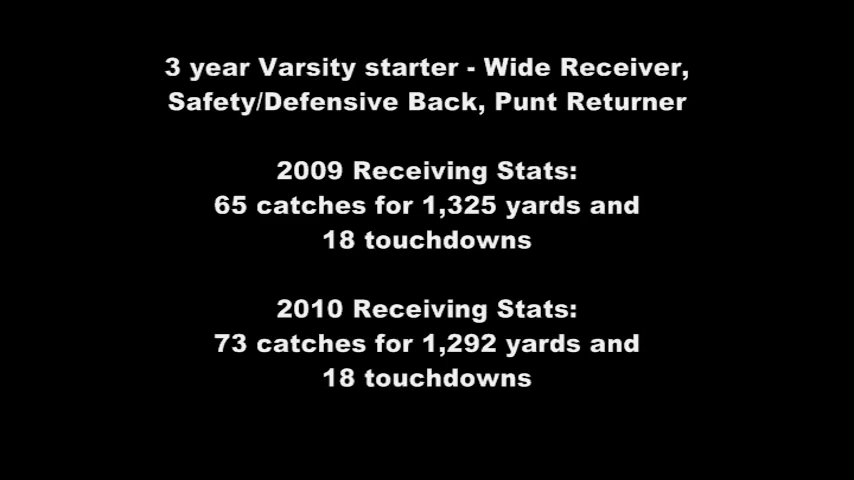 3 year Varsity starter - Wide Receiver,
Safety/Defensive Back, Punt Returner
2009 Receiving Stats:
65 catches for 1,325 yards and
18 touchdowns
2010 Receiving Stats:
73 catches for 1,292 yards and
18 touchdowns